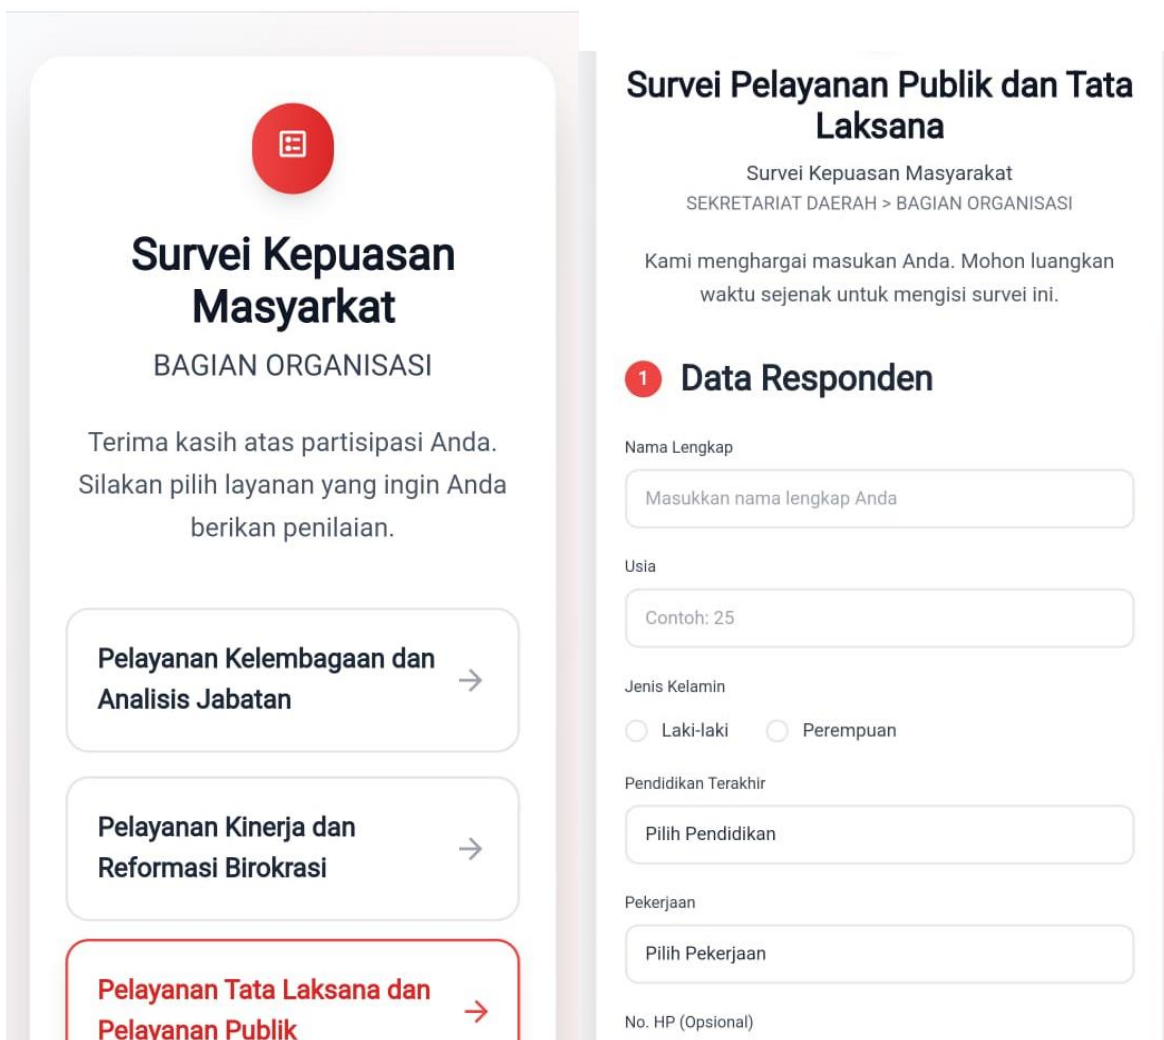 Survei Kepuasan
Masyarkat
BAGIAN ORGANISASI
Terima kasih atas partisipasi Anda.
Silakan pilih layanan yang ingin Anda
berikan penilaian.
Pelayanan Kelembagaan dan
Analisis Jabatan
Pelayanan Kinerja dan
Reformasi Birokrasi
Pelayanan Tata Laksana dan
Pelayanan Publik
Survei Pelayanan Publik dan Tata
Laksana
Survei Kepuasan Masyarakat
SEKRETARIAT DAERAH > BAGIAN ORGANISASI
Kami menghargai masukan Anda. Mohon luangkan
waktu sejenak untuk mengisi survei ini.
1 Data Responden
Nama Lengkap
Masukkan nama lengkap Anda
Usia
Contoh: 25
Jenis Kelamin
Laki-laki Perempuan
Pendidikan Terakhir
Pilih Pendidikan
Pekerjaan
Pilih Pekerjaan
No. HP (Opsional)